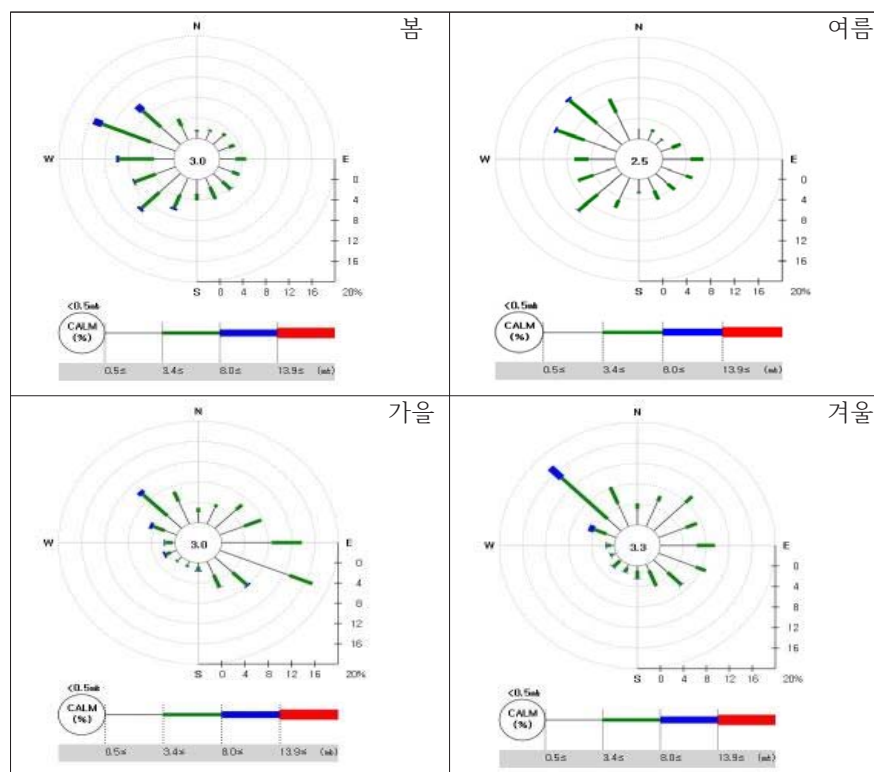 봄
N
W
3.0
E
0
4
8
12
16
S
0 4 8 12 16 20%
<0.5㎧
CALM
(%)
0.5≤ 3.4≤ 8.0≤ 13.9≤ (㎧)
여름
N
W
2.5
E
0
4
8
12
16
S
0 4 8 12 16 20%
<0.5㎧
CALM
(%)
0.5≤ 3.4≤ 8.0≤ 13.9≤ (㎧)
가을
N
W
3.0
E
0
4
8
12
16
S
0 4 8 12 16 20%
<0.5㎧
CALM
(%)
0.5≤ 3.4≤ 8.0≤ 13.9≤ (㎧)
겨울
N
W
3.3
E
0
4
8
12
16
S
0 4 8 12 16 20%
<0.5㎧
CALM
(%)
0.5≤ 3.4≤ 8.0≤ 13.9≤ (㎧)